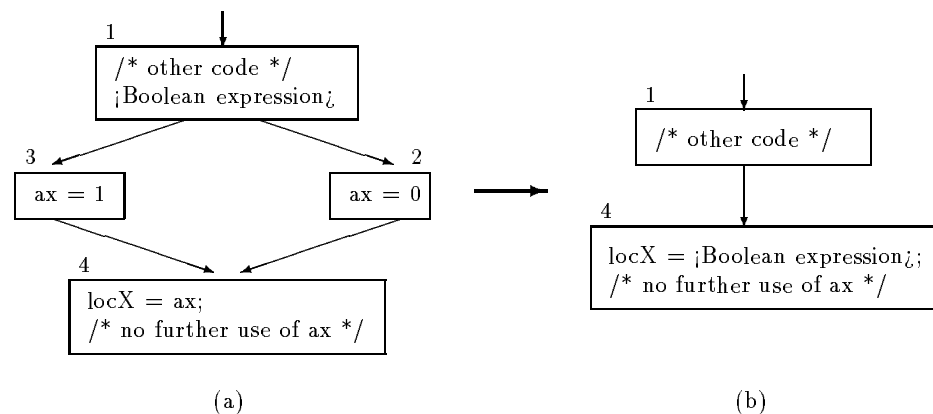 1
/* other code */
¡Boolean expression¿
3
2
ax = 1
ax = 0
4
locX = ax;
/* no further use of ax */
(a)
1
/* other code */
4
locX = ¡Boolean expression¿;
/* no further use of ax */
(b)